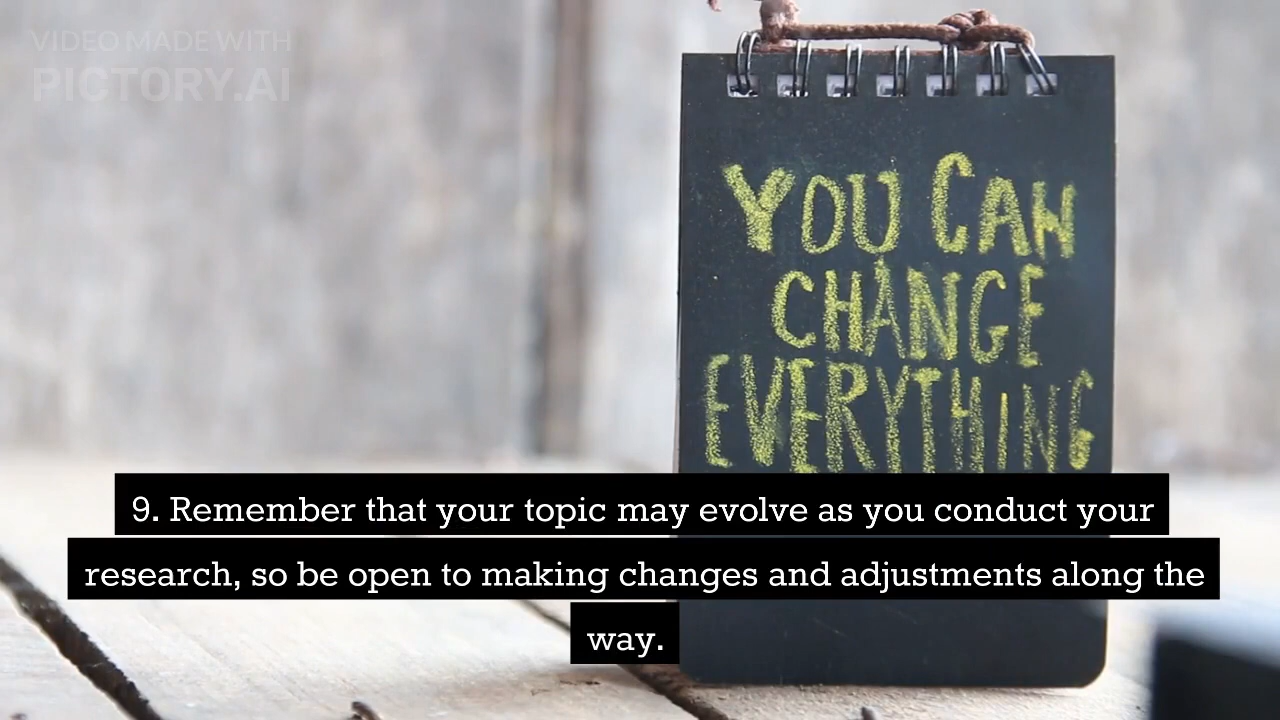 VIDEO MADE WITH
PICTORY.AI
YOU CAN
CHANGE
EVERYTHING
9. Remember that your topic may evolve as you conduct your
research, so be open to making changes and adjustments along the
way.